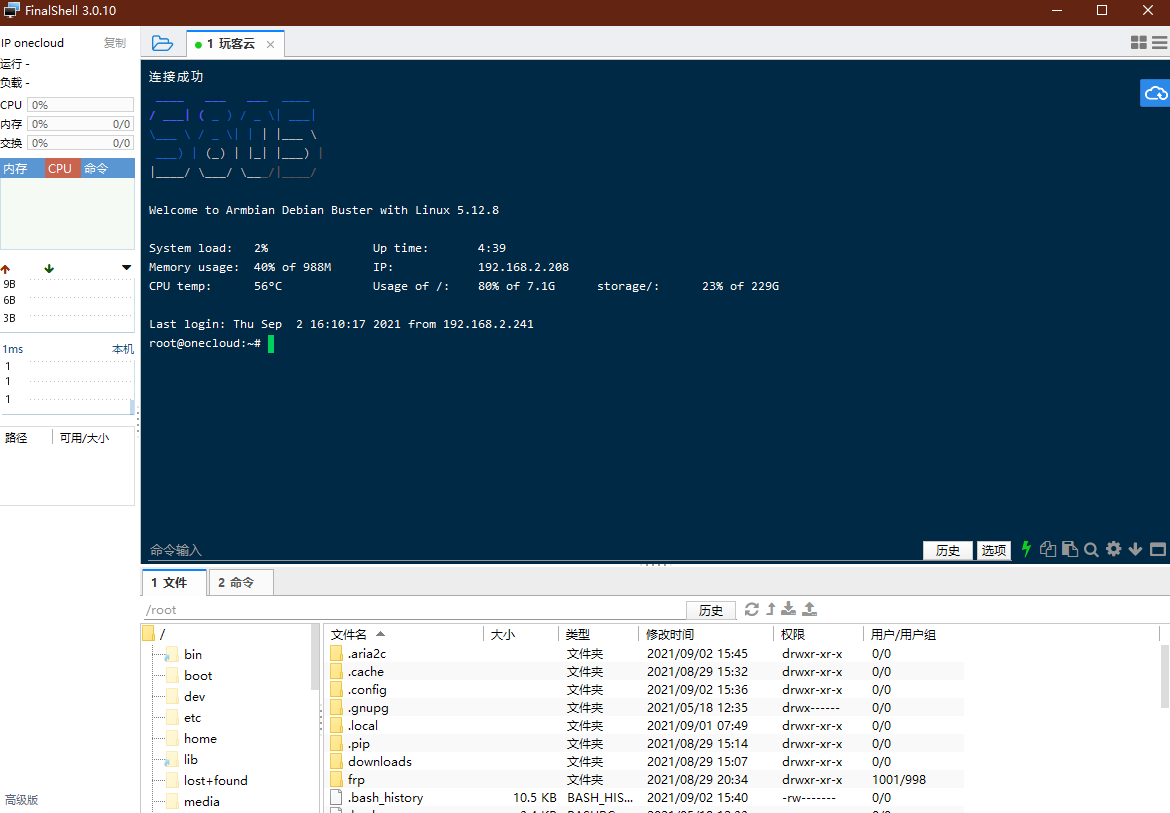 FinalShell 3.0.10
IP onecloud 复制
运行 -
负载 -
CPU 0%
内存 0% 0/0
交换 0% 0/0
内存 CPU 命令
9B
6B
3B
1ms 本机
1
1
1
路径 可用/大小
高级版
1 玩客云
连接成功
 ____   ___   ___  ____
/ ___| ( _ ) / _ \| ___|
\___ \ / _ \| | | |___ \
 ___) | (_) | |_| |___) |
|____/ \___/ \___/|____/
Welcome to Armbian Debian Buster with Linux 5.12.8
System load: 2% Up time: 4:39
Memory usage: 40% of 988M IP: 192.168.2.208
CPU temp: 56°C Usage of /: 80% of 7.1G storage/: 23% of 229G
Last login: Thu Sep  2 16:10:17 2021 from 192.168.2.241
root@onecloud:~#
命令输入 历史 选项
1 文件 2 命令
/root 历史
/
bin
boot
dev
etc
home
lib
lost+found
media
文件名 大小 类型 修改时间 权限 用户/用户组
.aria2c 文件夹 2021/09/02 15:45 drwxr-xr-x 0/0
.cache 文件夹 2021/08/29 15:32 drwxr-xr-x 0/0
.config 文件夹 2021/09/02 15:36 drwxr-xr-x 0/0
.gnupg 文件夹 2021/05/18 12:35 drwx------ 0/0
.local 文件夹 2021/09/01 07:49 drwxr-xr-x 0/0
.pip 文件夹 2021/08/29 15:14 drwxr-xr-x 0/0
downloads 文件夹 2021/08/29 15:07 drwxr-xr-x 0/0
frp 文件夹 2021/08/29 20:34 drwxr-xr-x 1001/998
.bash_history 10.5 KB BASH_HIS... 2021/09/02 15:40 -rw------- 0/0